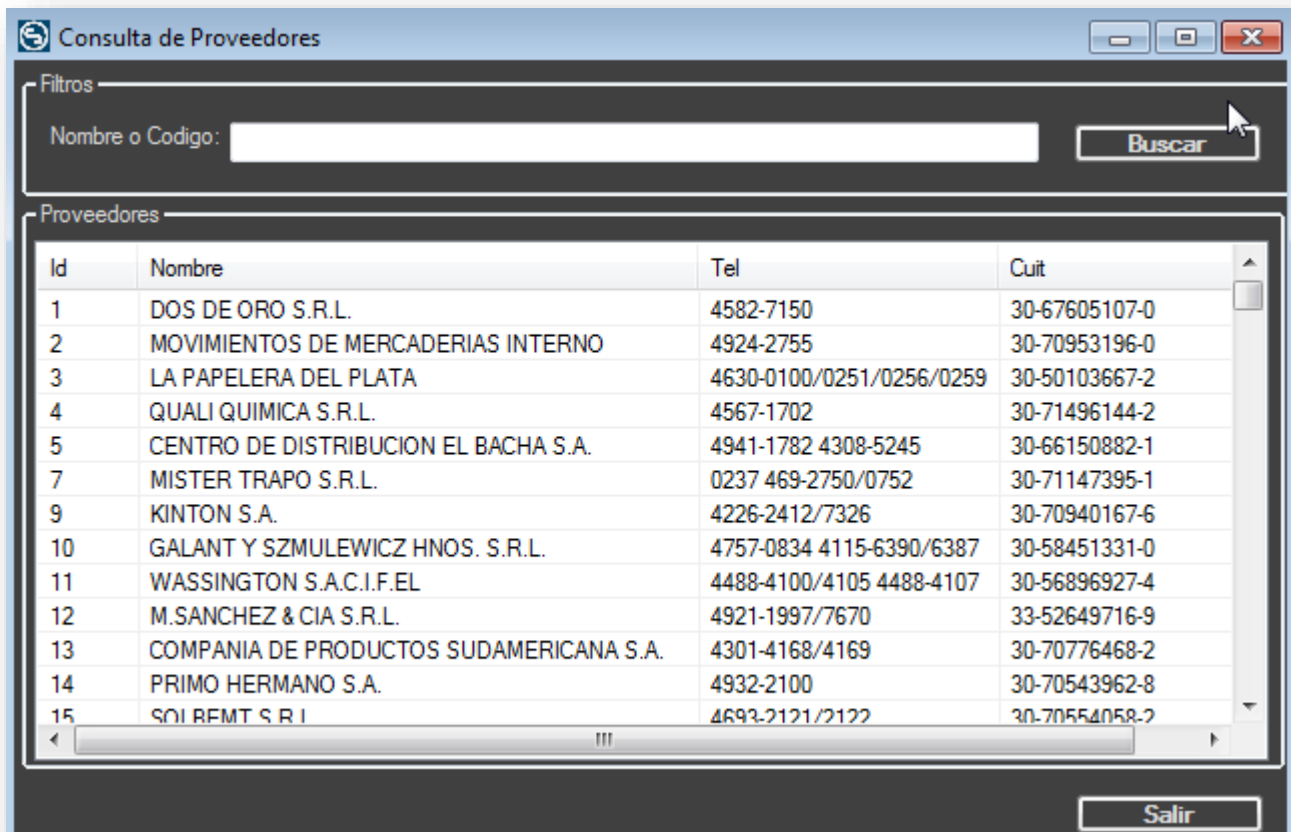 Consulta de Proveedores
Filtros
Nombre o Codigo:
Buscar
Proveedores
Id Nombre Tel Cuit
1 DOS DE ORO S.R.L. 4582-7150 30-67605107-0
2 MOVIMIENTOS DE MERCADERIAS INTERNO 4924-2755 30-70953196-0
3 LA PAPELERA DEL PLATA 4630-0100/0251/0256/0259 30-50103667-2
4 QUALI QUIMICA S.R.L. 4567-1702 30-71496144-2
5 CENTRO DE DISTRIBUCION EL BACHA S.A. 4941-1782 4308-5245 30-66150882-1
7 MISTER TRAPO S.R.L. 0237 469-2750/0752 30-71147395-1
9 KINTON S.A. 4226-2412/7326 30-70940167-6
10 GALANT Y SZMULEWICZ HNOS. S.R.L. 4757-0834 4115-6390/6387 30-58451331-0
11 WASSINGTON S.A.C.I.F.EL 4488-4100/4105 4488-4107 30-56896927-4
12 M.SANCHEZ & CIA S.R.L. 4921-1997/7670 33-52649716-9
13 COMPANIA DE PRODUCTOS SUDAMERICANA S.A. 4301-4168/4169 30-70776468-2
14 PRIMO HERMANO S.A. 4932-2100 30-70543962-8
15 SOLBEMT S.R.L. 4693-2121/2122 30-70554058-2
Salir